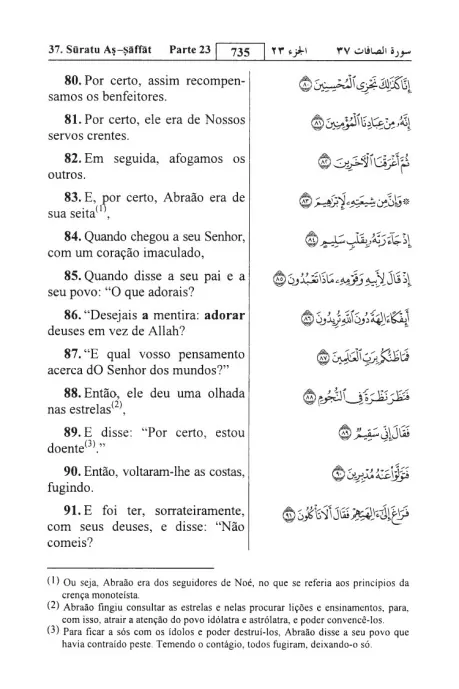 37. Sūratu Aṣ-ṣāffāt Parte 23 735 الجزء ٢٣ سورة الصافات ٣٧
80. Por certo, assim recompen-
samos os benfeitores.
إِنَّا كَذَٰلِكَ نَجْزِى ٱلْمُحْسِنِينَ ٨٠
81. Por certo, ele era de Nossos
servos crentes.
إِنَّهُۥ مِنْ عِبَادِنَا ٱلْمُؤْمِنِينَ ٨١
82. Em seguida, afogamos os
outros.
ثُمَّ أَغْرَقْنَا ٱلْءَاخَرِينَ ٨٢
83. E, por certo, Abraão era de
sua seita(1),
* وَإِنَّ مِن شِيعَتِهِۦ لَإِبْرَٰهِيمَ ٨٣
84. Quando chegou a seu Senhor,
com um coração imaculado,
إِذْ جَآءَ رَبَّهُۥ بِقَلْبٍ سَلِيمٍ ٨٤
85. Quando disse a seu pai e a
seu povo: “O que adorais?
إِذْ قَالَ لِأَبِيهِ وَقَوْمِهِۦ مَاذَا تَعْبُدُونَ ٨٥
86. “Desejais a mentira: adorar
deuses em vez de Allah?
أَئِفْكًا ءَالِهَةً دُونَ ٱللَّهِ تُرِيدُونَ ٨٦
87. “E qual vosso pensamento
acerca dO Senhor dos mundos?”
فَمَا ظَنُّكُم بِرَبِّ ٱلْعَٰلَمِينَ ٨٧
88. Então, ele deu uma olhada
nas estrelas(2),
فَنَظَرَ نَظْرَةً فِى ٱلنُّجُومِ ٨٨
89. E disse: “Por certo, estou
doente(3).”
فَقَالَ إِنِّى سَقِيمٌ ٨٩
90. Então, voltaram-lhe as costas,
fugindo.
فَتَوَلَّوْا۟ عَنْهُ مُدْبِرِينَ ٩٠
91. E foi ter, sorrateiramente,
com seus deuses, e disse: “Não
comeis?
فَرَاغَ إِلَىٰٓ ءَالِهَتِهِمْ فَقَالَ أَلَا تَأْكُلُونَ ٩١
(1) Ou seja, Abraão era dos seguidores de Noé, no que se referia aos princípios da
crença monoteísta.
(2) Abraão fingiu consultar as estrelas e nelas procurar lições e ensinamentos, para,
com isso, atrair a atenção do povo idólatra e astrólatra, e poder convencê-los.
(3) Para ficar a sós com os ídolos e poder destruí-los, Abraão disse a seu povo que
havia contraído peste. Temendo o contágio, todos fugiram, deixando-o só.